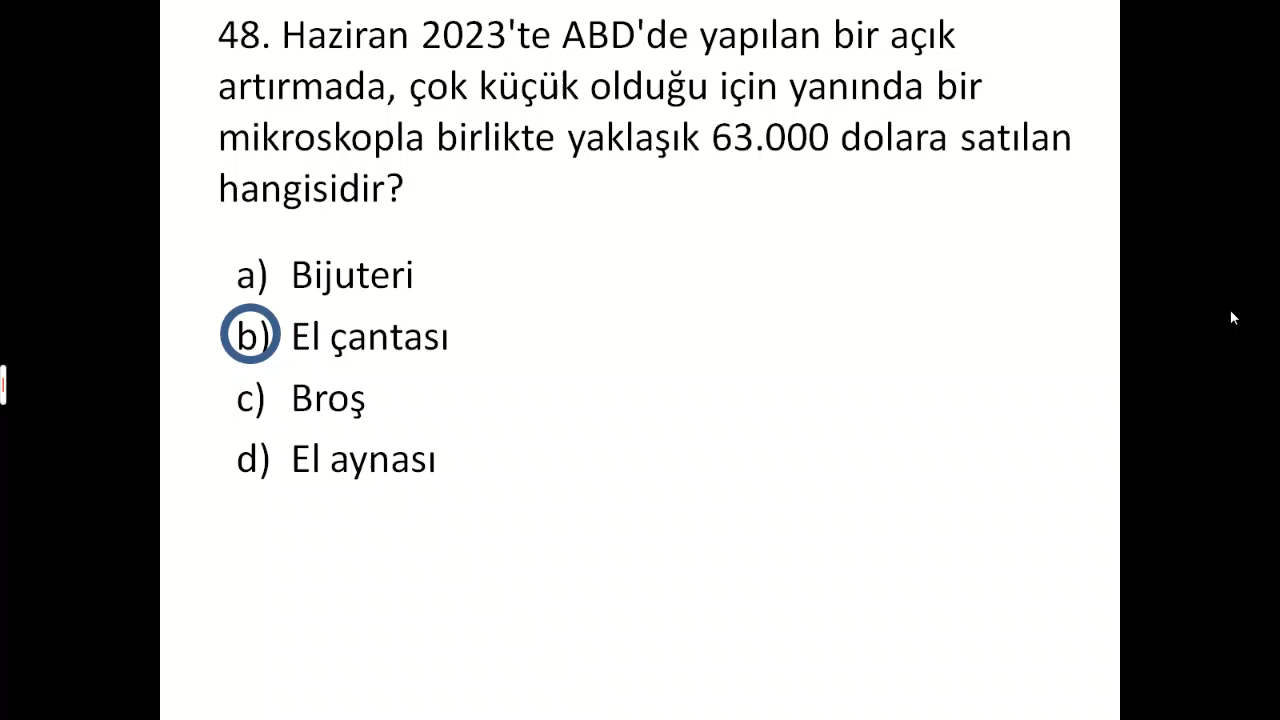 48. Haziran 2023'te ABD'de yapılan bir açık
artırmada, çok küçük olduğu için yanında bir
mikroskopla birlikte yaklaşık 63.000 dolara satılan
hangisidir?
a) Bijuteri
b) El çantası
c) Broş
d) El aynası